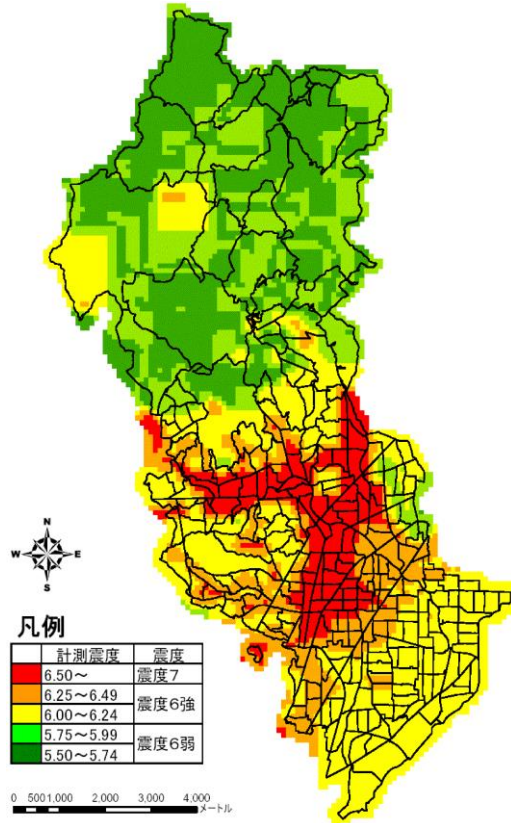 N
W E
S
凡例
計測震度 震度
6.50～ 震度7
6.25～6.49 震度6強
6.00～6.24
5.75～5.99 震度6弱
5.50～5.74
0 500 1,000 2,000 3,000 4,000 メートル